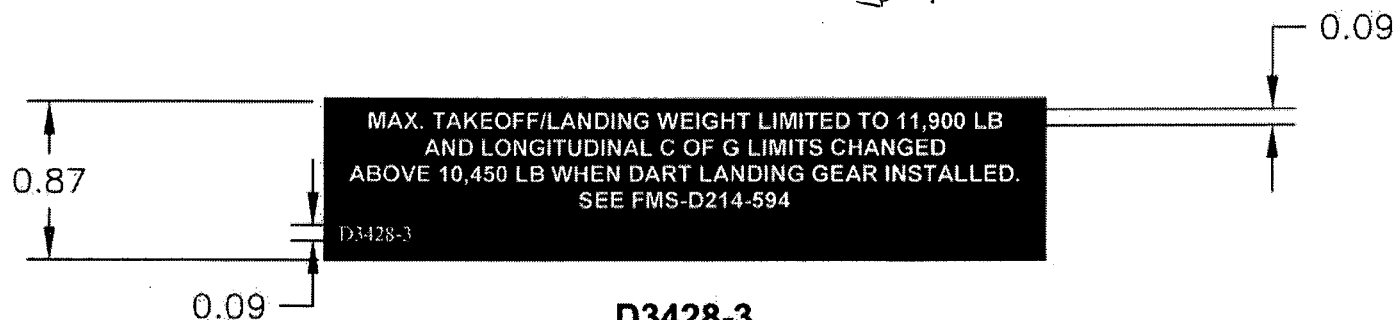 0.09
MAX. TAKEOFF/LANDING WEIGHT LIMITED TO 11,900 LB
AND LONGITUDINAL C OF G LIMITS CHANGED
ABOVE 10,450 LB WHEN DART LANDING GEAR INSTALLED.
SEE FMS-D214-594
0.87
D3428-3
0.09
D3428-3